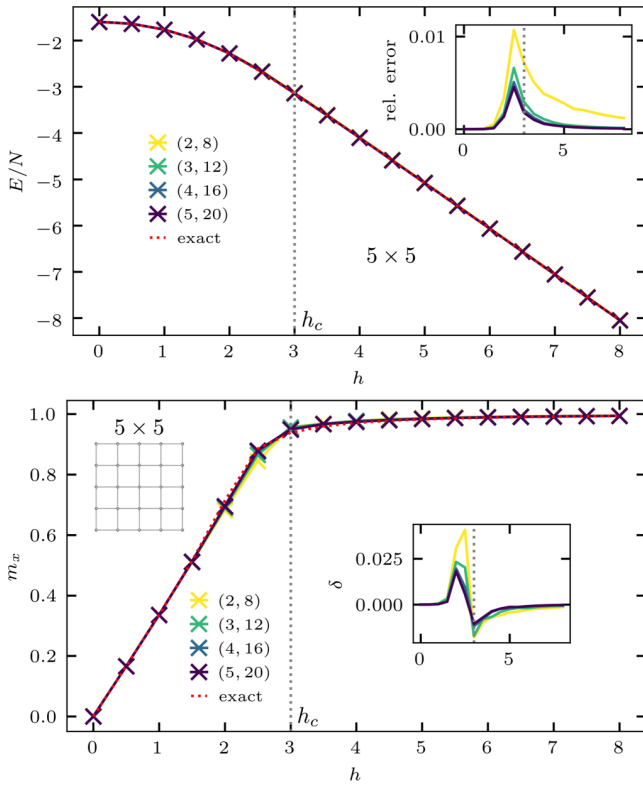 −2
−3
−4
−5
−6
−7
−8
E/N
0 1 2 3 4 5 6 7 8
h
(2, 8)
(3, 12)
(4, 16)
(5, 20)
exact
5 × 5
h_c
0.01
0.00
rel. error
0 5
1.0
0.8
0.6
0.4
0.2
0.0
m_x
0 1 2 3 4 5 6 7 8
h
5 × 5
(2, 8)
(3, 12)
(4, 16)
(5, 20)
exact
h_c
0.025
0.000
δ
0 5